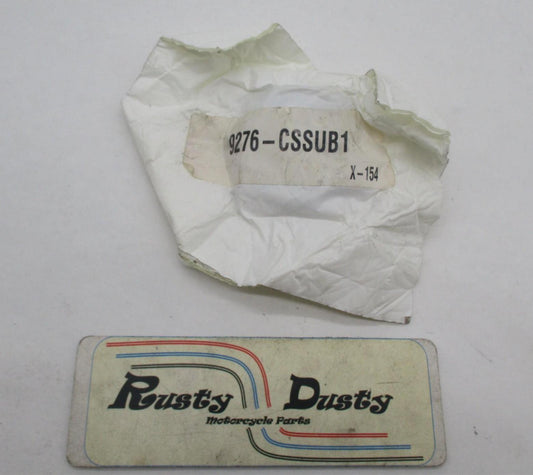 9276-CSSUB1
X-154
Rusty Dusty
Motorcycle Parts